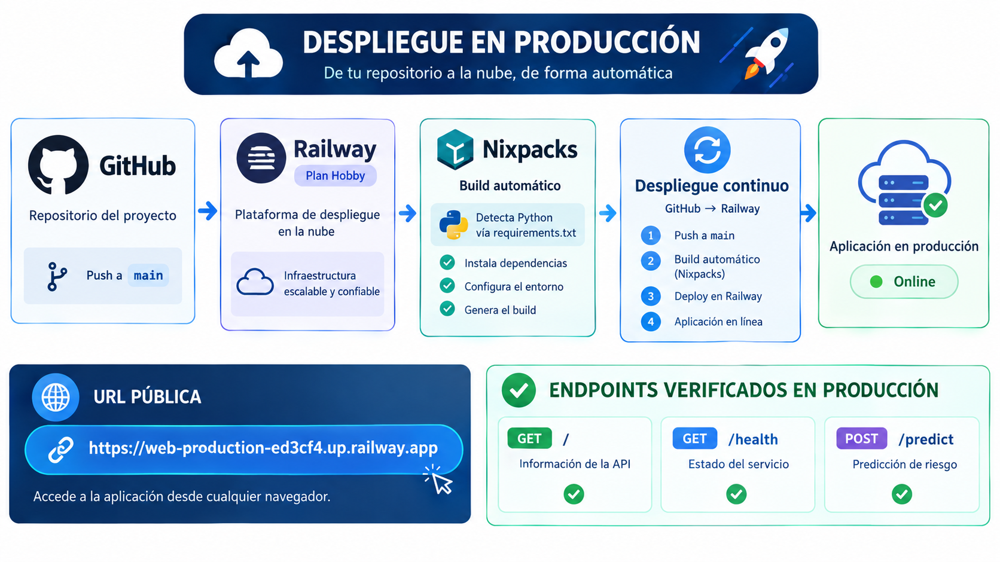 DESPLIEGUE EN PRODUCCIÓN
De tu repositorio a la nube, de forma automática
GitHub
Repositorio del proyecto
Push a main
Railway
Plan Hobby
Plataforma de despliegue
en la nube
Infraestructura
escalable y confiable
Nixpacks
Build automático
Detecta Python
vía requirements.txt
Instala dependencias
Configura el entorno
Genera el build
Despliegue continuo
GitHub → Railway
1 Push a main
2 Build automático
(Nixpacks)
3 Deploy en Railway
4 Aplicación en línea
Aplicación en producción
Online
URL PÚBLICA
https://web-production-ed3cf4.up.railway.app
Accede a la aplicación desde cualquier navegador.
ENDPOINTS VERIFICADOS EN PRODUCCIÓN
GET /
Información de la API
GET /health
Estado del servicio
POST /predict
Predicción de riesgo